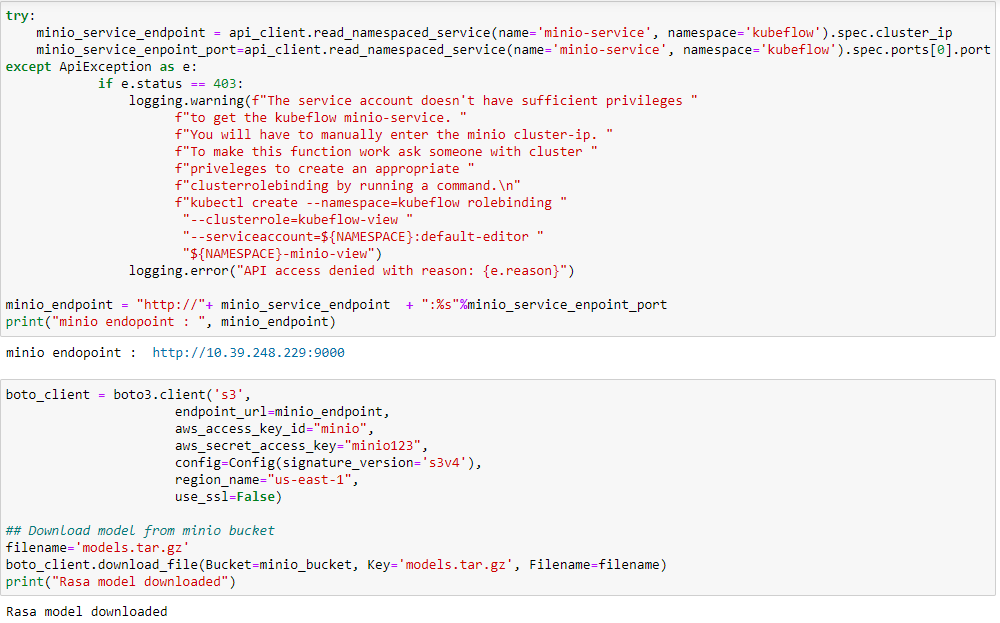 try:
    minio_service_endpoint = api_client.read_namespaced_service(name='minio-service', namespace='kubeflow').spec.cluster_ip
    minio_service_enpoint_port=api_client.read_namespaced_service(name='minio-service', namespace='kubeflow').spec.ports[0].port
except ApiException as e:
            if e.status == 403:
                logging.warning(f"The service account doesn't have sufficient privileges "
                      f"to get the kubeflow minio-service. "
                      f"You will have to manually enter the minio cluster-ip. "
                      f"To make this function work ask someone with cluster "
                      f"priveleges to create an appropriate "
                      f"clusterrolebinding by running a command.\n"
                      f"kubectl create --namespace=kubeflow rolebinding "
                       "--clusterrole=kubeflow-view "
                       "--serviceaccount=${NAMESPACE}:default-editor "
                       "${NAMESPACE}-minio-view")
                logging.error("API access denied with reason: {e.reason}")

minio_endpoint = "http://"+ minio_service_endpoint  + ":%s"%minio_service_enpoint_port
print("minio endopoint : ", minio_endpoint)
minio endopoint :  http://10.39.248.229:9000

boto_client = boto3.client('s3',
                      endpoint_url=minio_endpoint,
                      aws_access_key_id="minio",
                      aws_secret_access_key="minio123",
                      config=Config(signature_version='s3v4'),
                      region_name="us-east-1",
                      use_ssl=False)

## Download model from minio bucket
filename='models.tar.gz'
boto_client.download_file(Bucket=minio_bucket, Key='models.tar.gz', Filename=filename)
print("Rasa model downloaded")
Rasa model downloaded